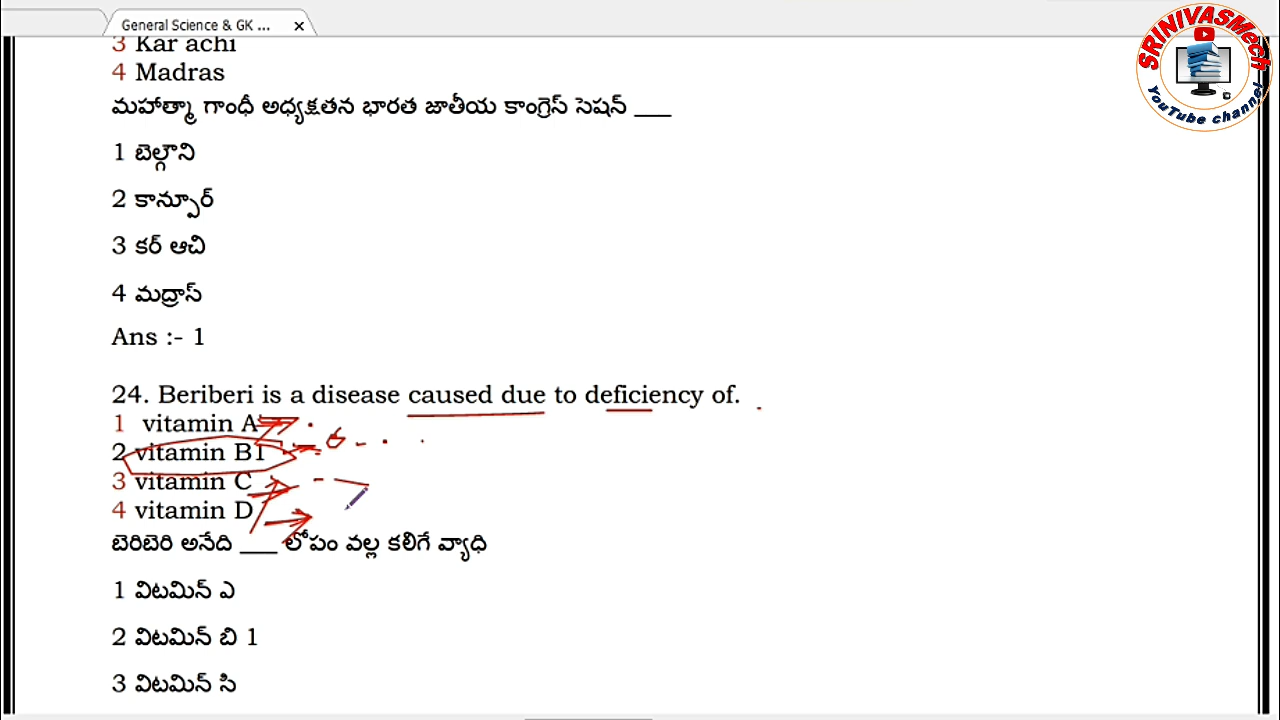 General Science & GK ...
3 Kar achi
4 Madras
మహాత్మా గాంధీ అధ్యక్షతన భారత జాతీయ కాంగ్రెస్ సెషన్ ___
1 బెల్గౌని
2 కాన్పూర్
3 కర్ ఆచి
4 మద్రాస్
Ans :- 1
24. Beriberi is a disease caused due to deficiency of.
1 vitamin A
2 vitamin B1
3 vitamin C
4 vitamin D
బెరిబెరి అనేది ___ లోపం వల్ల కలిగే వ్యాధి
1 విటమిన్ ఎ
2 విటమిన్ బి 1
3 విటమిన్ సి
SRINIVASMech
YouTube channel